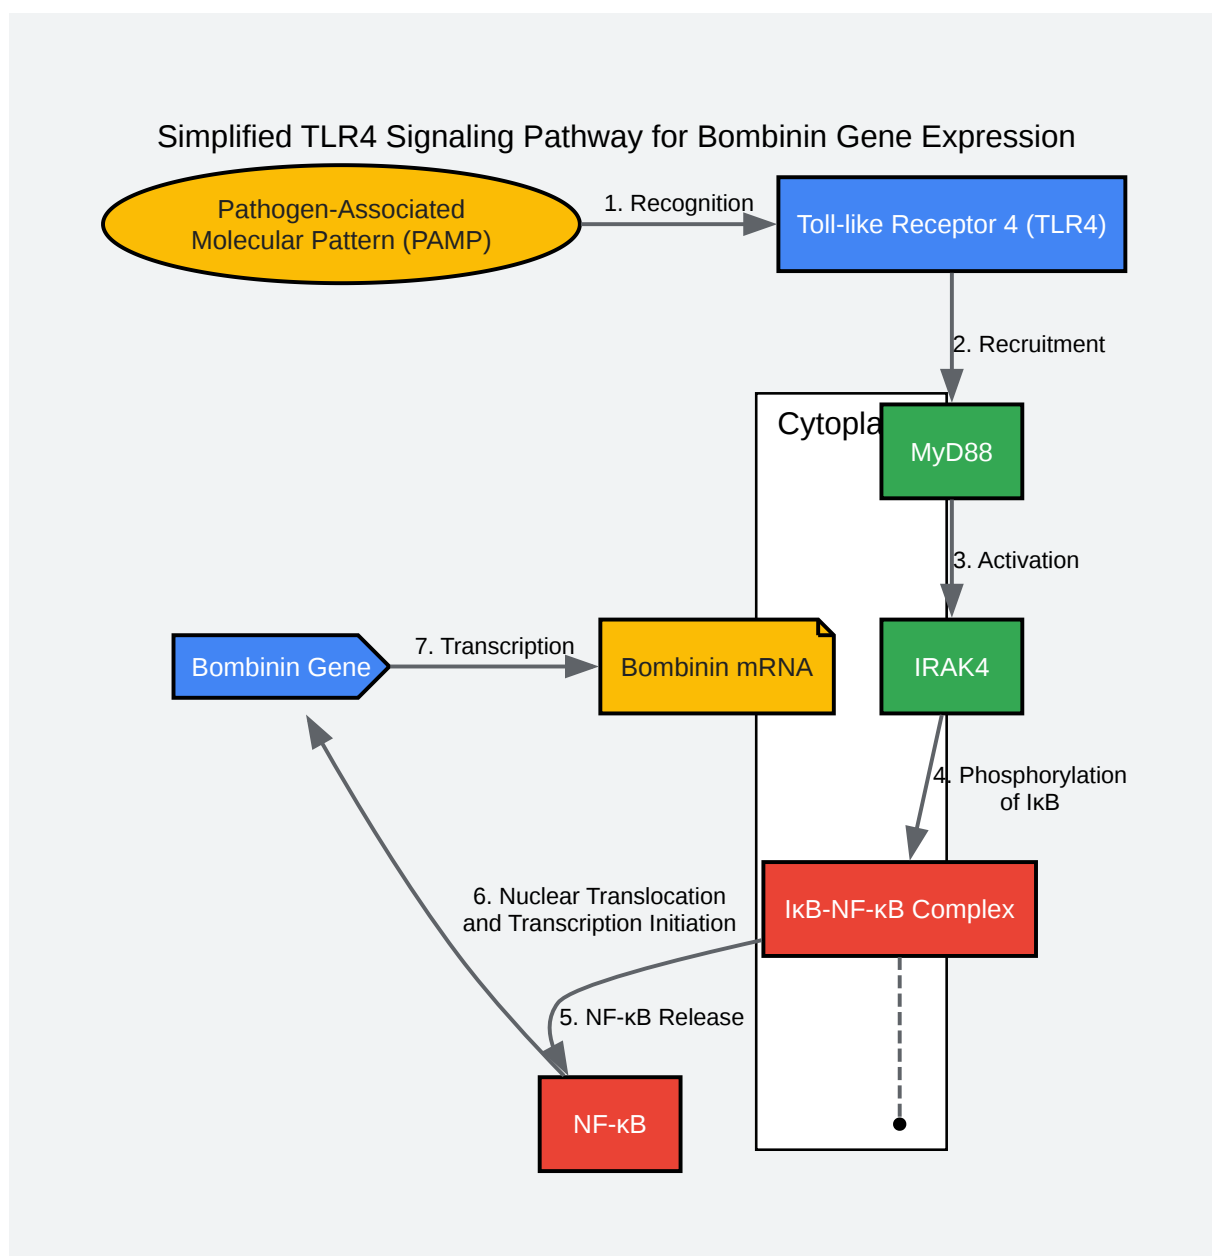 Simplified TLR4 Signaling Pathway for Bombinin Gene Expression
Pathogen-Associated
Molecular Pattern (PAMP)
1. Recognition
Toll-like Receptor 4 (TLR4)
2. Recruitment
Cytopla
MyD88
3. Activation
Bombinin Gene
7. Transcription
Bombinin mRNA
IRAK4
4. Phosphorylation
of IκB
6. Nuclear Translocation
and Transcription Initiation
IκB-NF-κB Complex
5. NF-κB Release
NF-κB